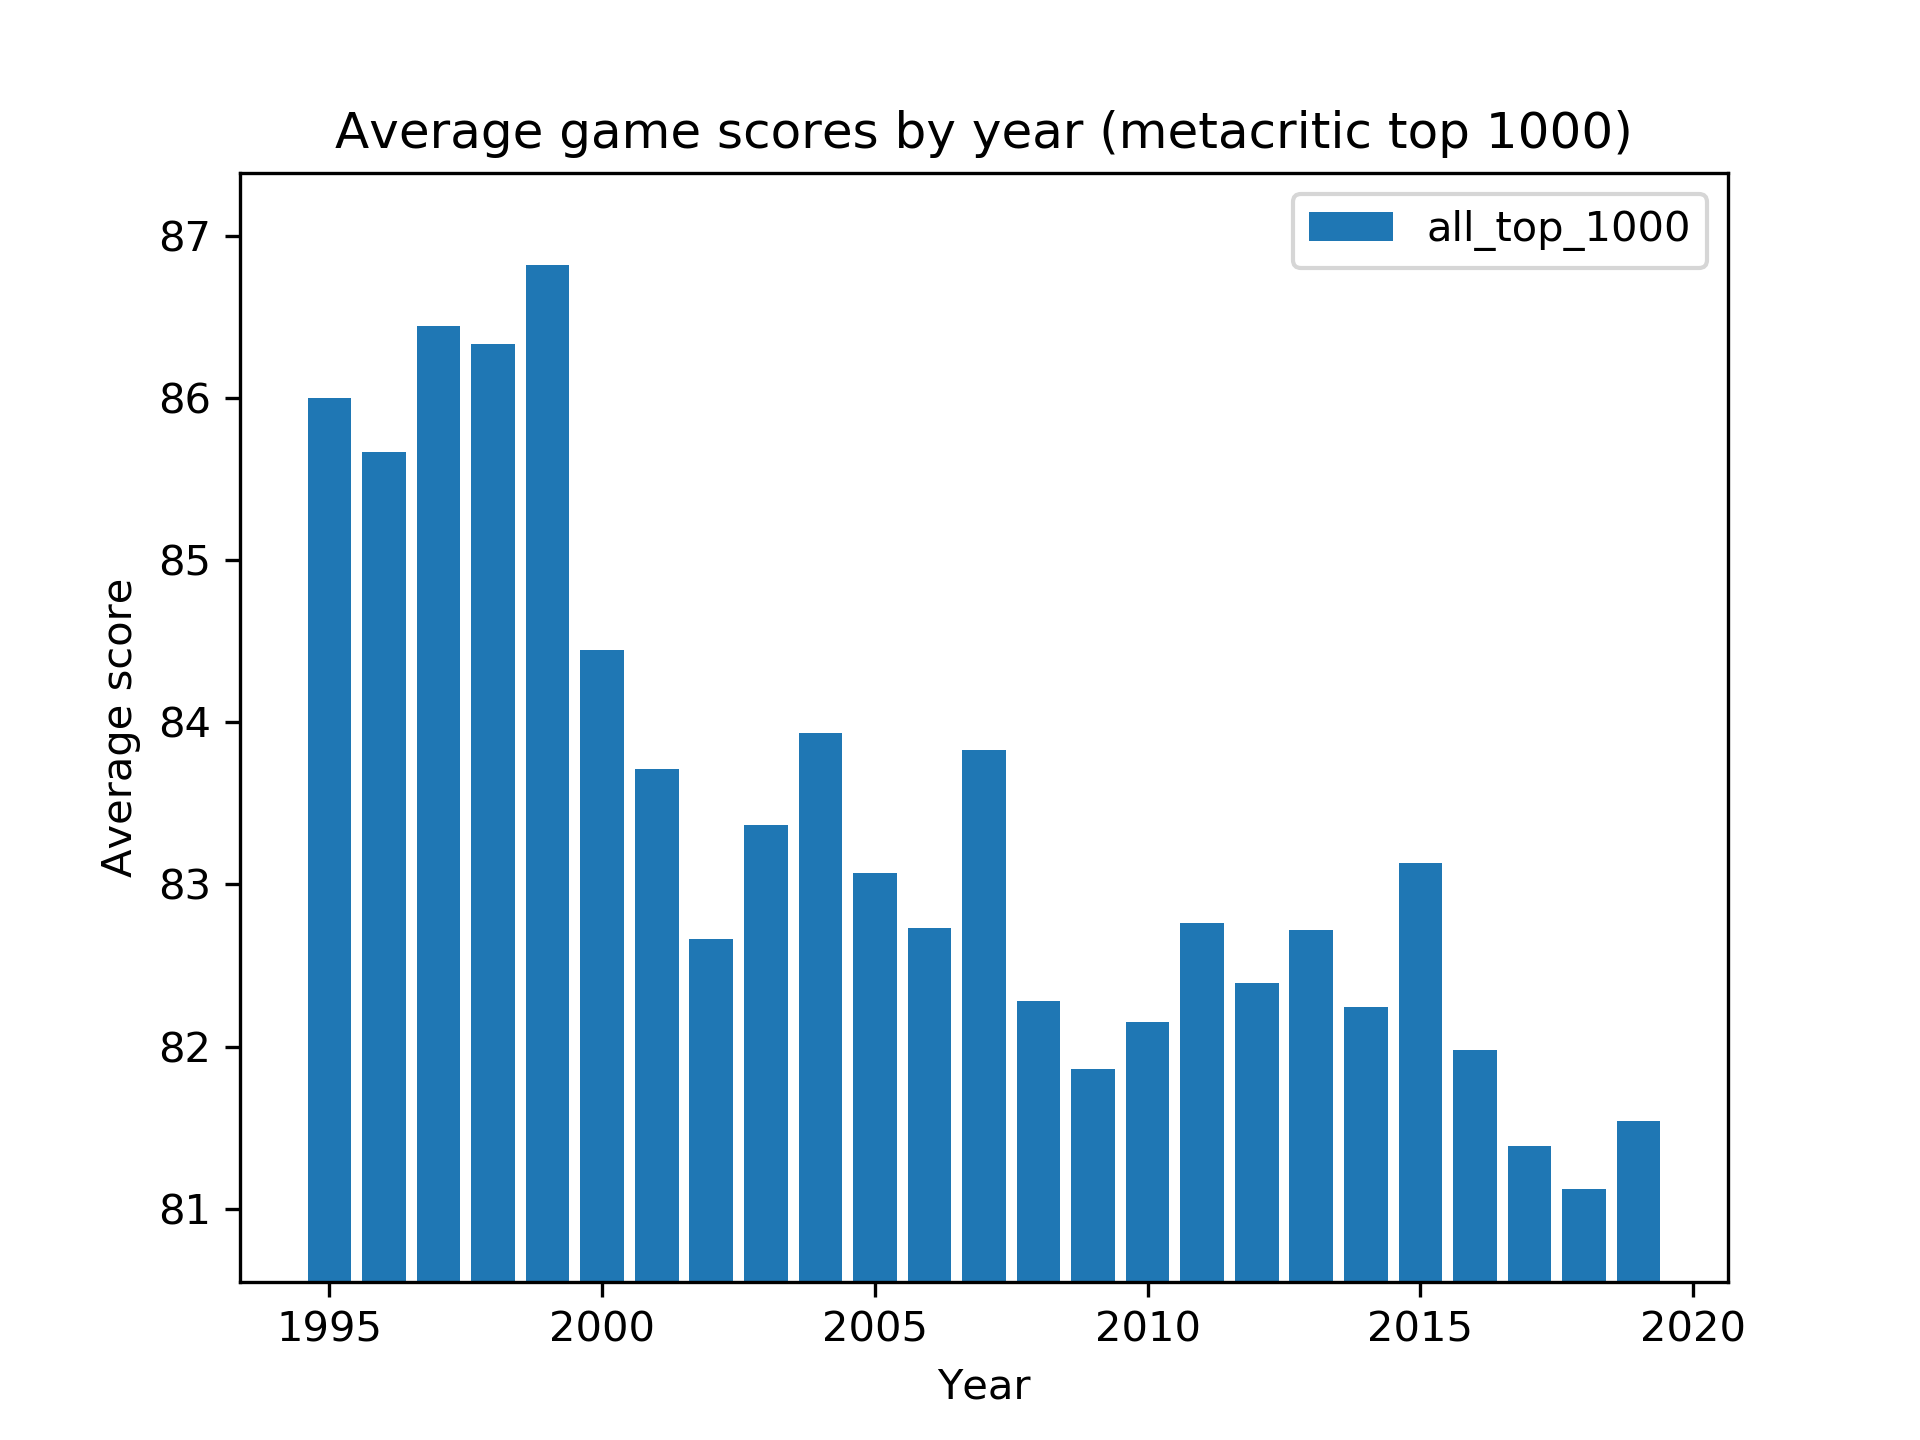 Average game scores by year (metacritic top 1000)
all_top_1000
87
86
85
84
83
82
81
Average score
1995 2000 2005 2010 2015 2020
Year